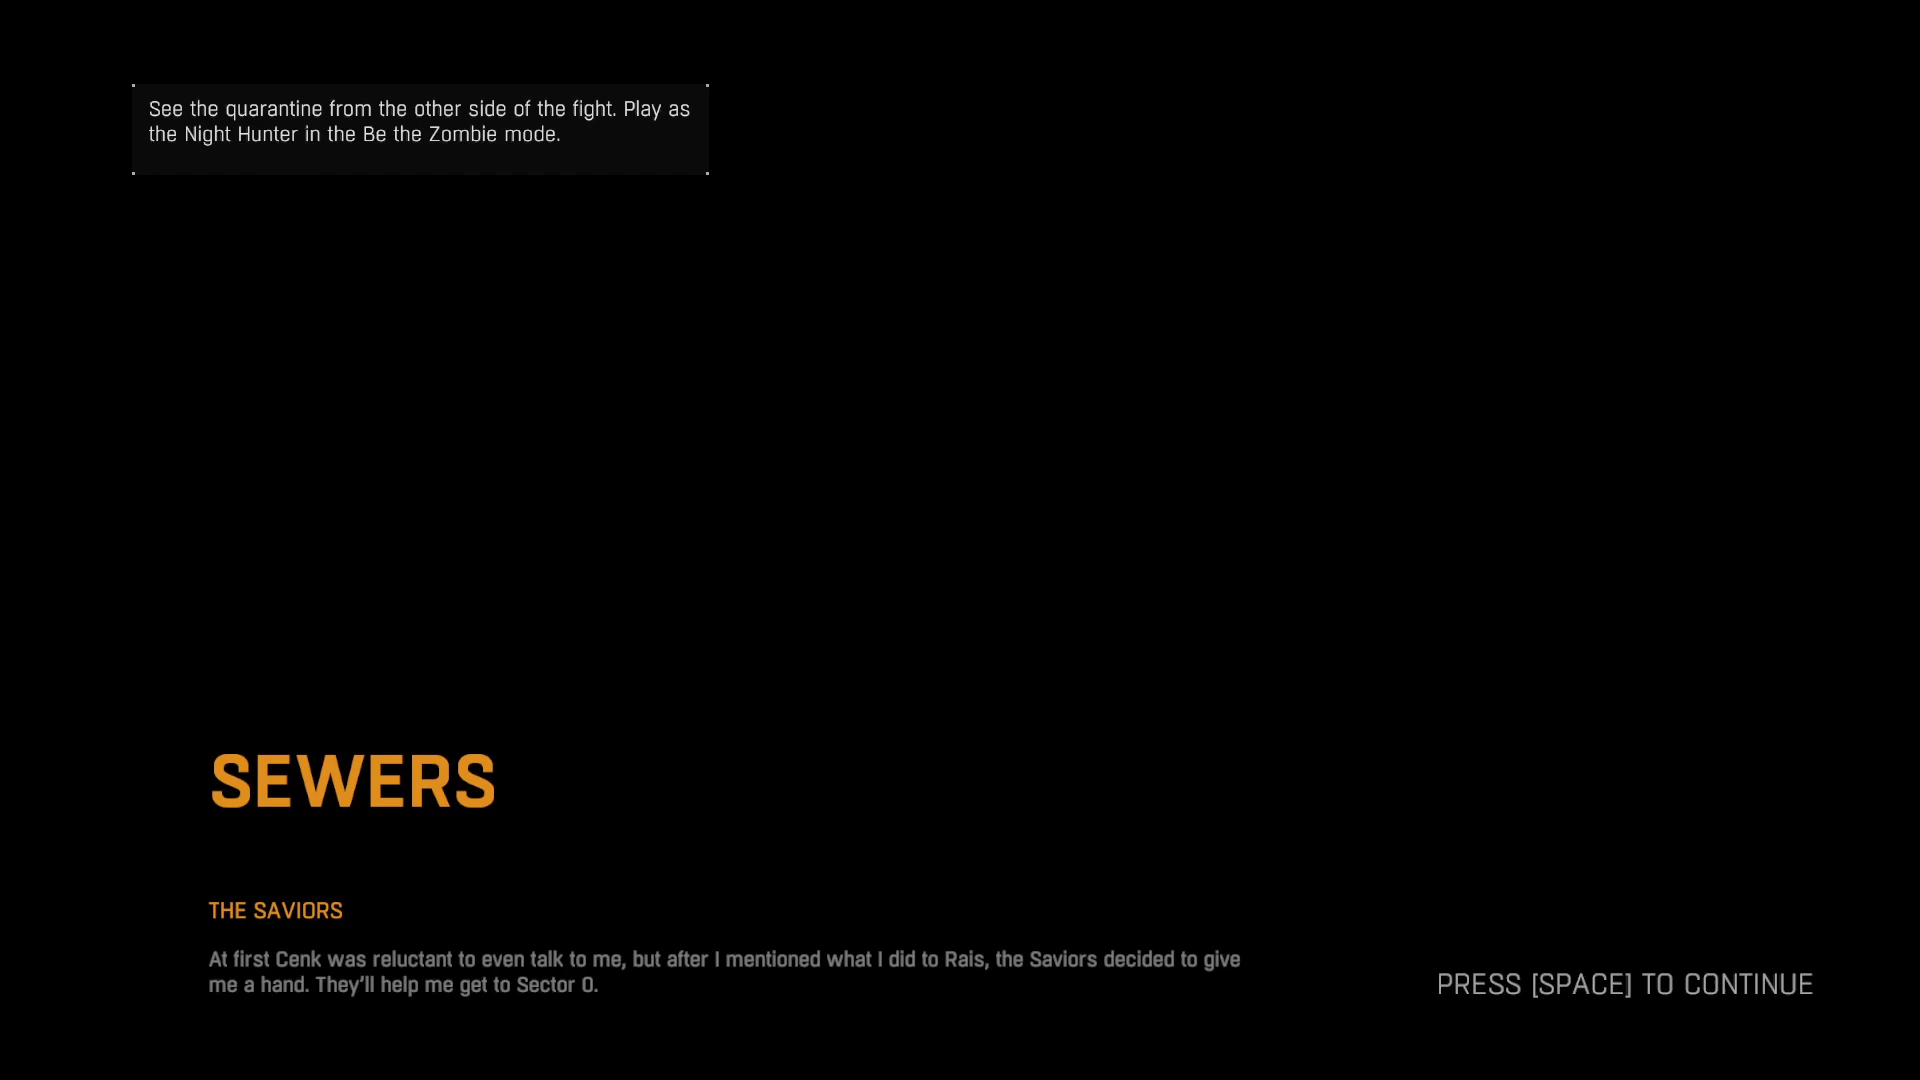 See the quarantine from the other side of the fight. Play as
the Night Hunter in the Be the Zombie mode.
SEWERS
THE SAVIORS
At first Cenk was reluctant to even talk to me, but after I mentioned what I did to Rais, the Saviors decided to give
me a hand. They'll help me get to Sector 0.
PRESS [SPACE] TO CONTINUE